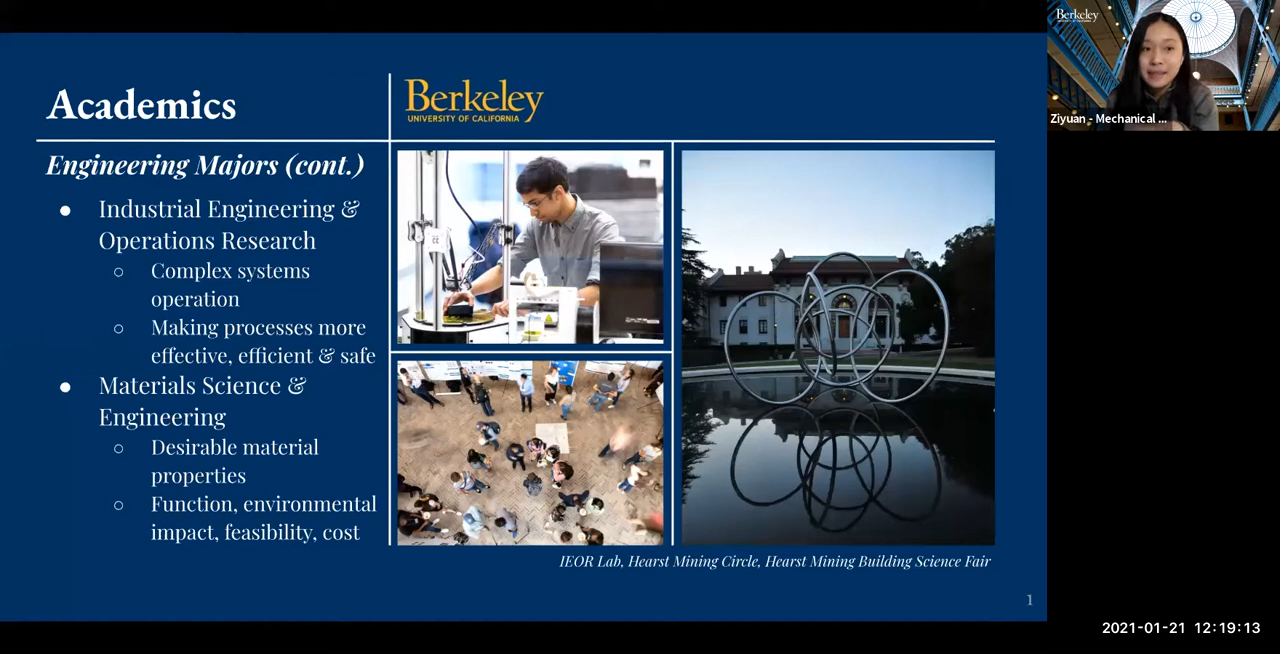 Academics
Berkeley
UNIVERSITY OF CALIFORNIA
Engineering Majors (cont.)
● Industrial Engineering &
Operations Research
○ Complex systems
operation
○ Making processes more
effective, efficient & safe
● Materials Science &
Engineering
○ Desirable material
properties
○ Function, environmental
impact, feasibility, cost
IEOR Lab, Hearst Mining Circle, Hearst Mining Building Science Fair
1
Berkeley
Ziyuan - Mechanical ...
2021-01-21 12:19:13